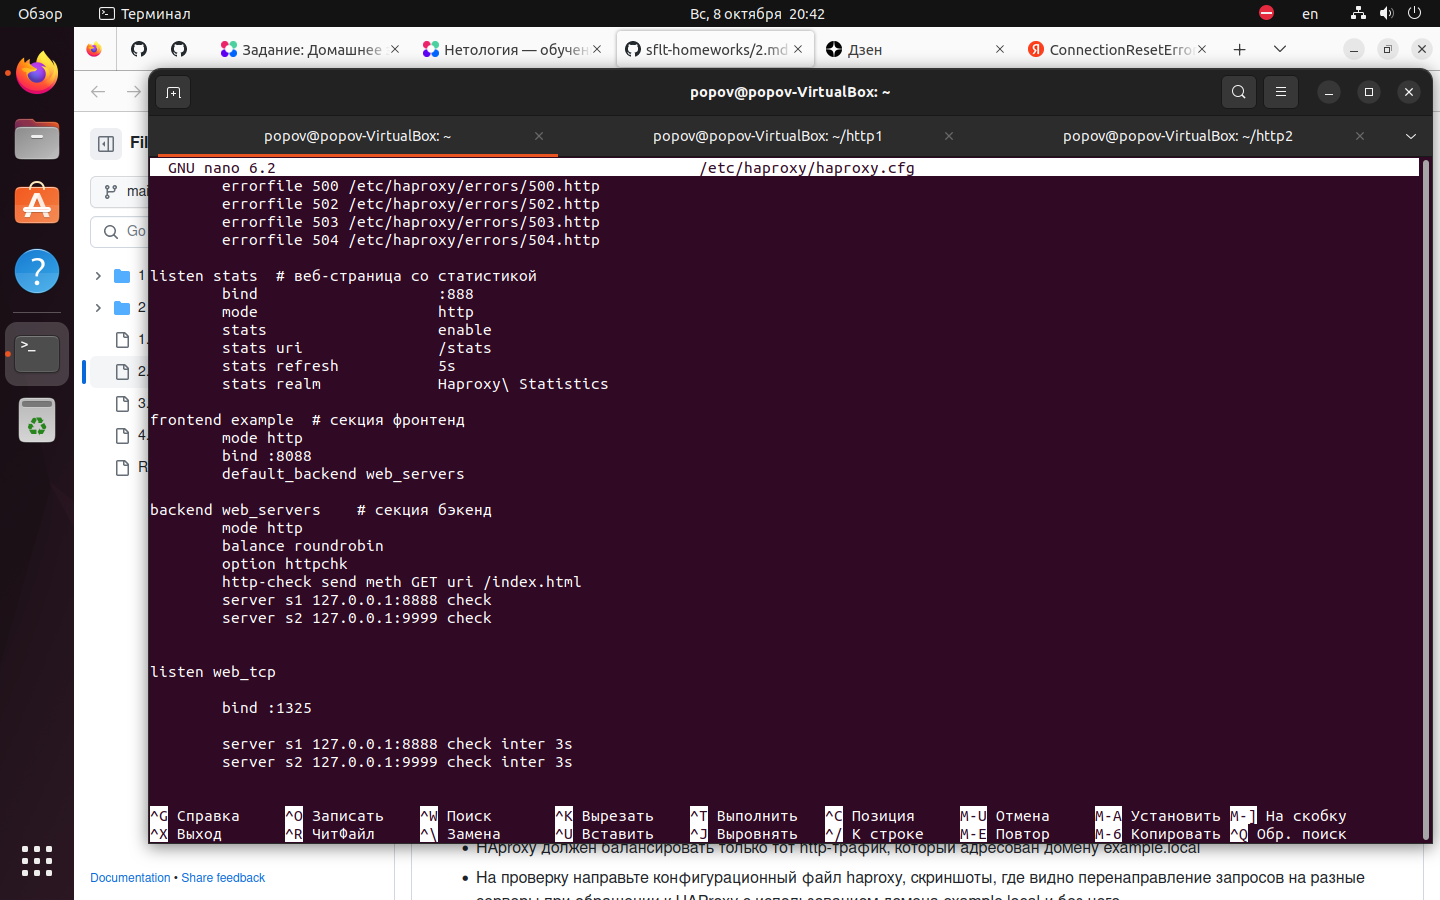 Обзор
Терминал
Вс, 8 октября 20:42
en
Задание: Домашнее
Нетология — обучен
sflt-homeworks/2.md
Дзен
ConnectionResetErro
popov@popov-VirtualBox: ~
popov@popov-VirtualBox: ~
popov@popov-VirtualBox: ~/http1
popov@popov-VirtualBox: ~/http2
Fil
mai
Go
1
2
1.
2.
3.
4.
R
GNU nano 6.2 /etc/haproxy/haproxy.cfg
errorfile 500 /etc/haproxy/errors/500.http
errorfile 502 /etc/haproxy/errors/502.http
errorfile 503 /etc/haproxy/errors/503.http
errorfile 504 /etc/haproxy/errors/504.http
listen stats # веб-страница со статистикой
bind :888
mode http
stats enable
stats uri /stats
stats refresh 5s
stats realm Haproxy\ Statistics
frontend example # секция фронтенд
mode http
bind :8088
default_backend web_servers
backend web_servers # секция бэкенд
mode http
balance roundrobin
option httpchk
http-check send meth GET uri /index.html
server s1 127.0.0.1:8888 check
server s2 127.0.0.1:9999 check
listen web_tcp
bind :1325
server s1 127.0.0.1:8888 check inter 3s
server s2 127.0.0.1:9999 check inter 3s
^G Справка ^O Записать ^W Поиск ^K Вырезать ^T Выполнить ^C Позиция M-U Отмена M-A Установить M-] На скобку
^X Выход ^R ЧитФайл ^\ Замена ^U Вставить ^J Выровнять ^/ К строке M-E Повтор M-6 Копировать ^Q Обр. поиск
HAproxy должен балансировать только тот http-трафик, который адресован домену example.local
На проверку направьте конфигурационный файл haproxy, скриншоты, где видно перенаправление запросов на разные
серверы при обращении к HAProxy c использованием домена example.local и без него
Documentation • Share feedback